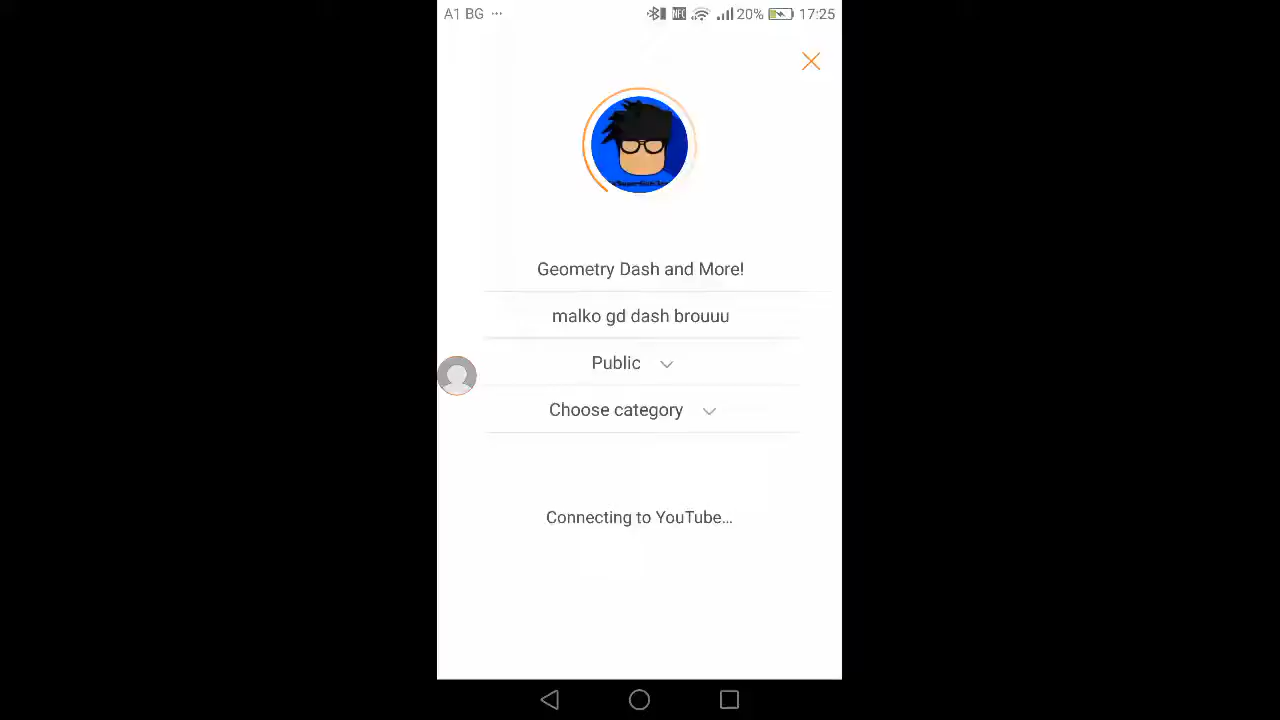 A1 BG ... NFC 20% 17:25
Geometry Dash and More!
malko gd dash brouuu
Public
Choose category
Connecting to YouTube...